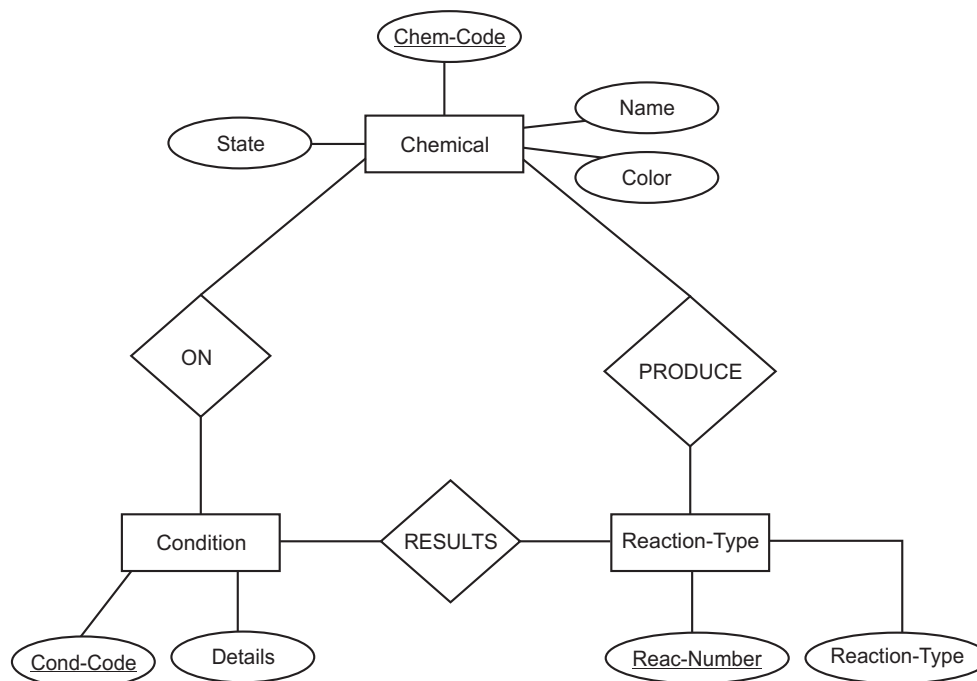 Chem-Code
Name
State
Chemical
Color
ON
PRODUCE
Condition
RESULTS
Reaction-Type
Cond-Code
Details
Reac-Number
Reaction-Type